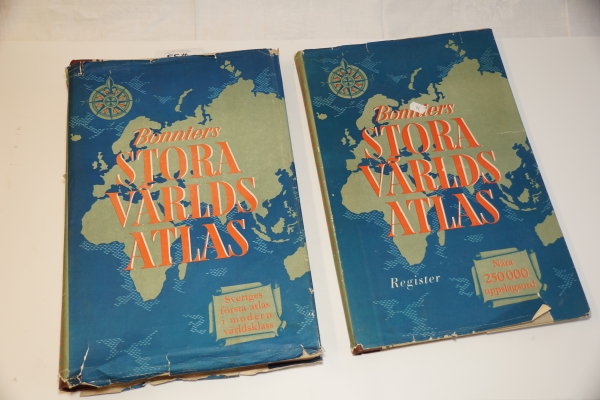 Bonniers
STORA
VÄRLDS
ATLAS
Sveriges
första atlas
i modern
världsklass
Bonniers
STORA
VÄRLDS
ATLAS
Register
Nära
250 000
uppslagsord